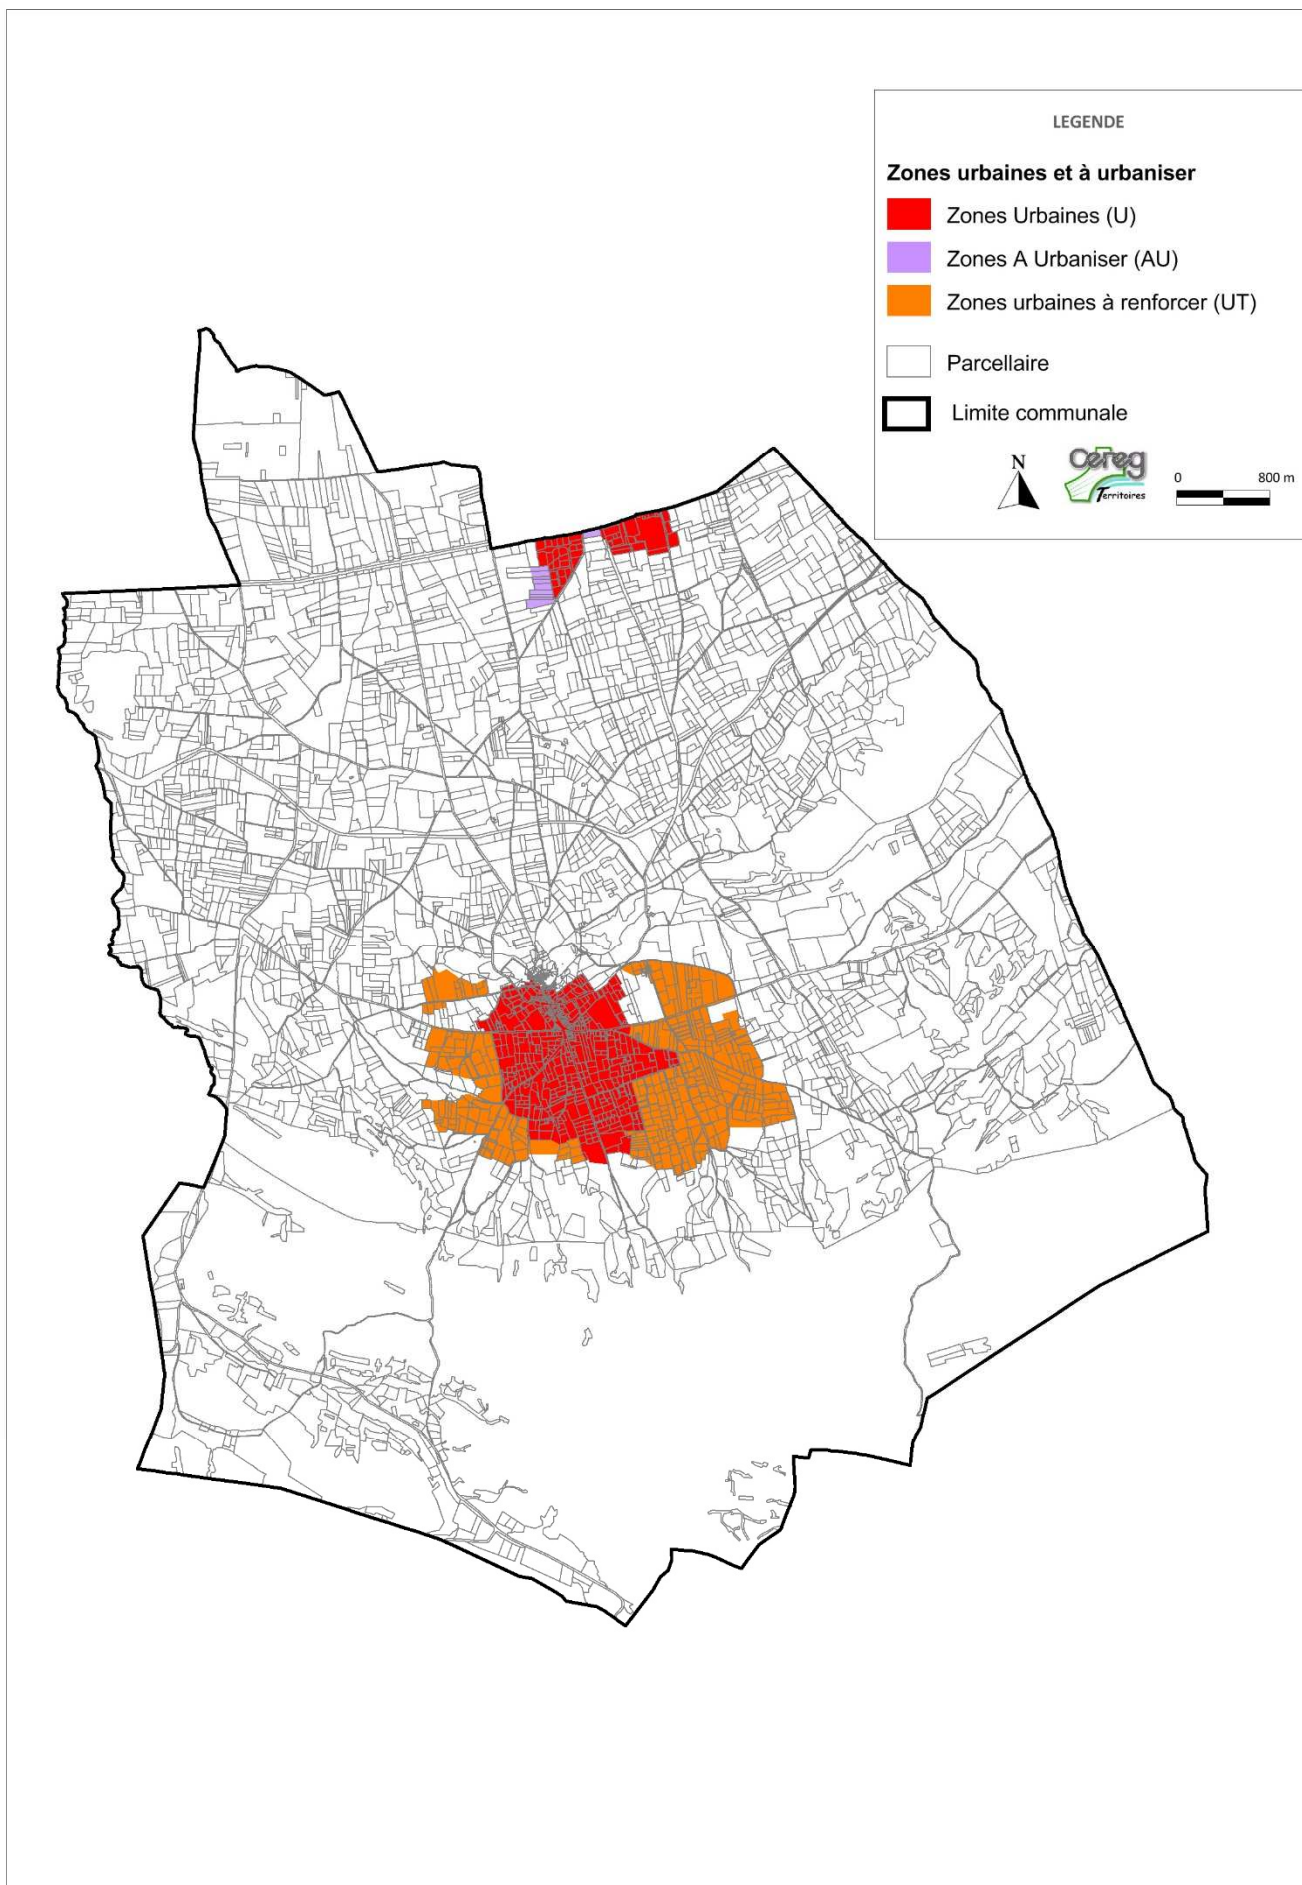 LEGENDE
Zones urbaines et à urbaniser
Zones Urbaines (U)
Zones A Urbaniser (AU)
Zones urbaines à renforcer (UT)
Parcellaire
Limite communale
N
Cereg
Territoires
0 800 m